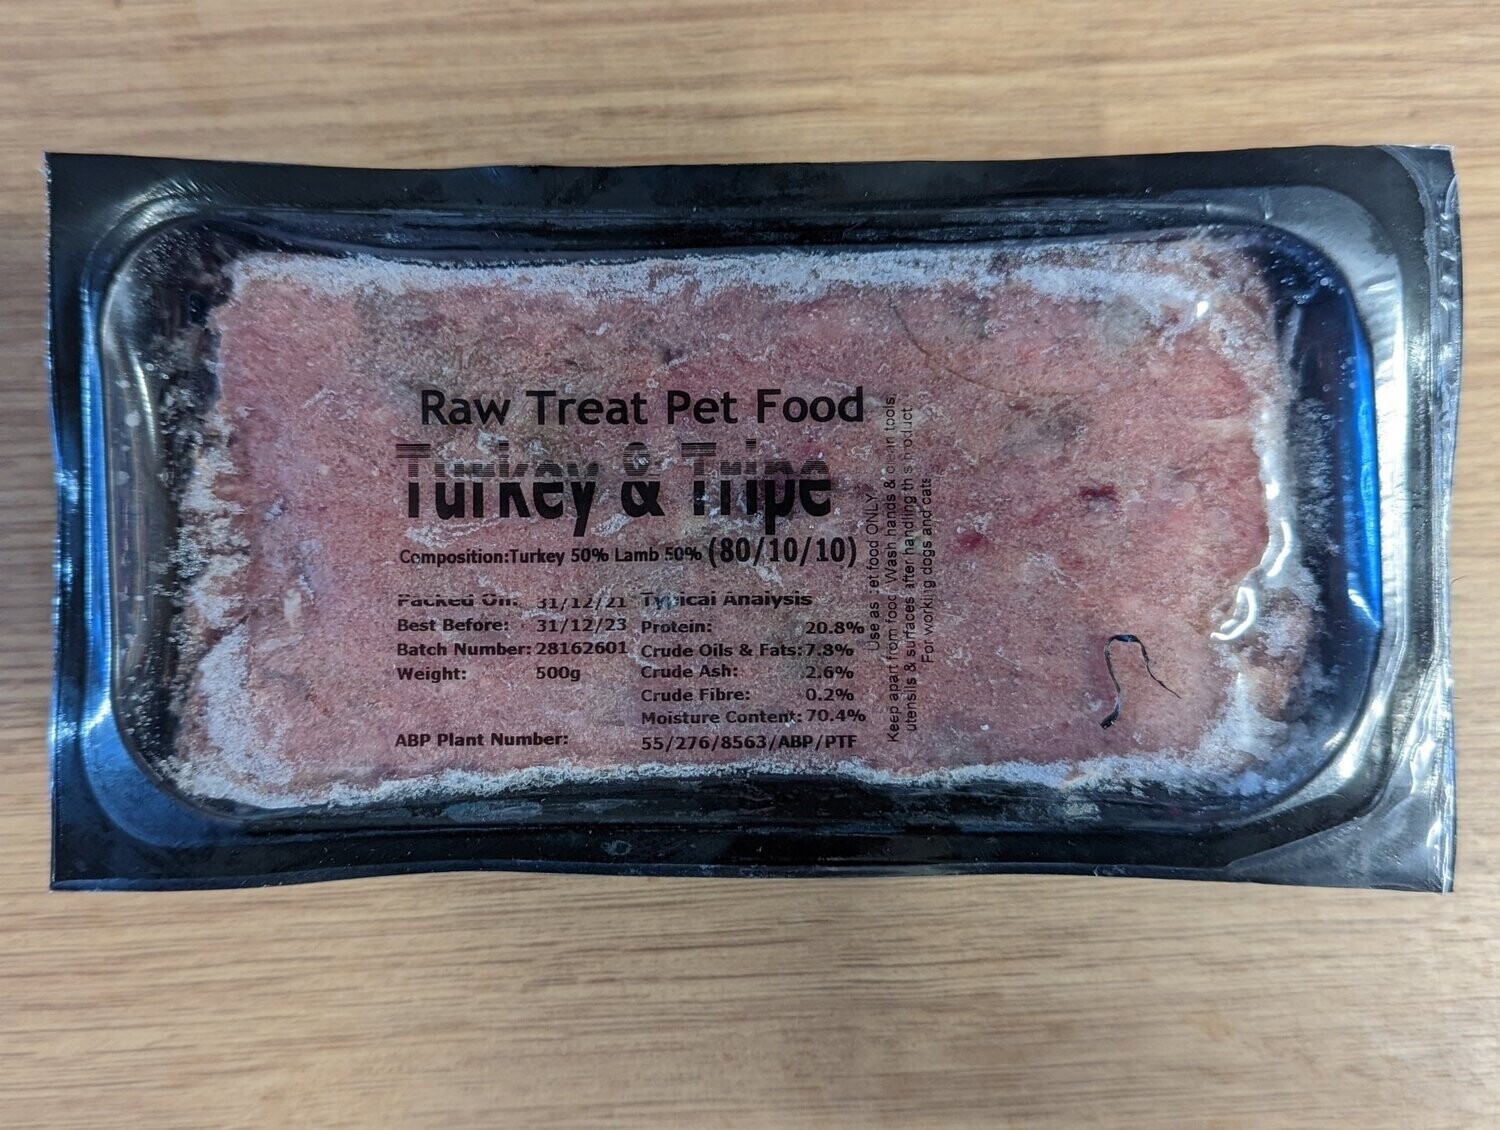 Raw Treat Pet Food
Turkey & Tripe
Composition:Turkey 50% Lamb 50% (80/10/10)
Packed On: 31/12/21
Best Before: 31/12/23
Batch Number: 28162601
Weight: 500g
Typical Analysis
Protein: 20.8%
Crude Oils & Fats: 7.8%
Crude Ash: 2.6%
Crude Fibre: 0.2%
Moisture Content: 70.4%
ABP Plant Number: 55/276/8563/ABP/PTF
Use as pet food ONLY.
Keep apart from food. Wash hands & clean tools,
utensils & surfaces after handling this product.
For working dogs and cats